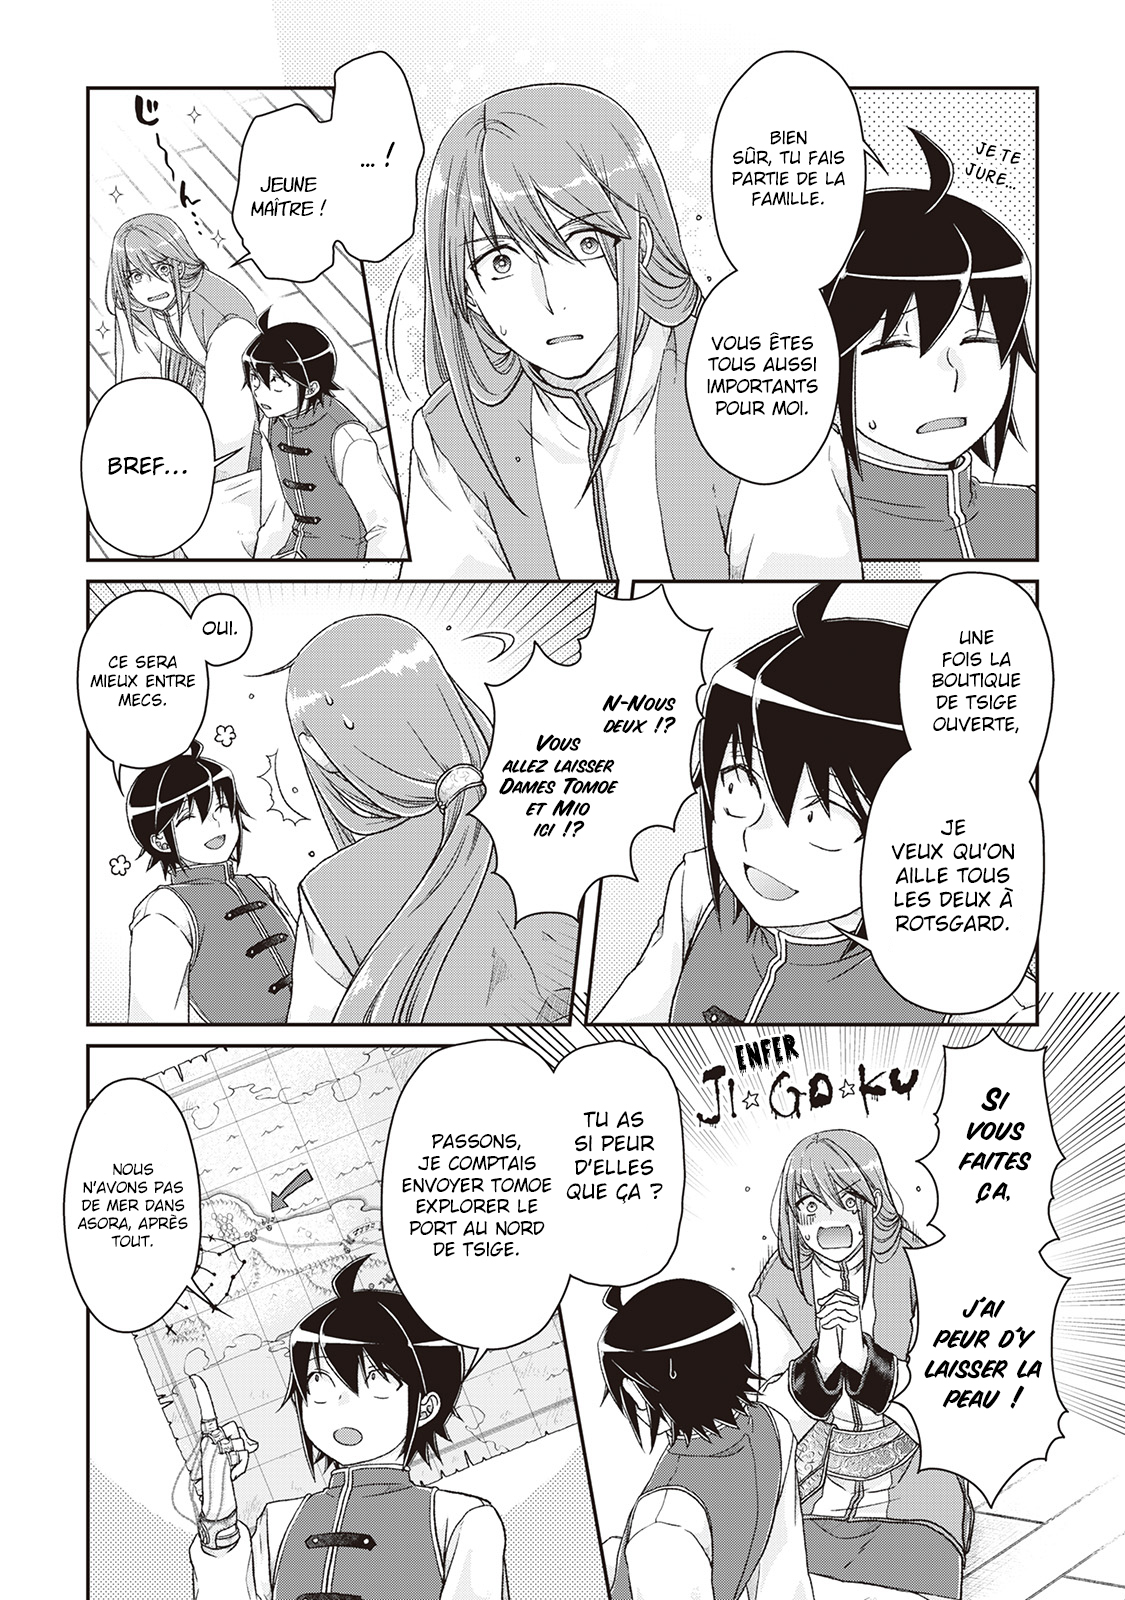 JE TE
JURE...
BIEN
SÛR, TU FAIS
PARTIE DE LA
FAMILLE.
VOUS ÊTES
TOUS AUSSI
IMPORTANTS
POUR MOI.
じ〜ん…
... !
JEUNE
MAÎTRE !
BREF...
UNE
FOIS LA
BOUTIQUE
DE TSIGE
OUVERTE,
JE
VEUX QU'ON
AILLE TOUS
LES DEUX À
ROTSGARD.
N-NOUS
DEUX !?
VOUS
ALLEZ LAISSER
DAMES TOMOE
ET MIO
ICI !?
OUI.
CE SERA
MIEUX ENTRE
MECS.
ENFER
JI☆GO☆KU
SI
VOUS
FAITES
ÇA,
J'AI
PEUR D'Y
LAISSER LA
PEAU !
TU AS
SI PEUR
D'ELLES
QUE ÇA ?
PASSONS,
JE COMPTAIS
ENVOYER TOMOE
EXPLORER LE
PORT AU NORD
DE TSIGE.
NOUS
N'AVONS PAS
DE MER DANS
ASORA, APRÈS
TOUT.